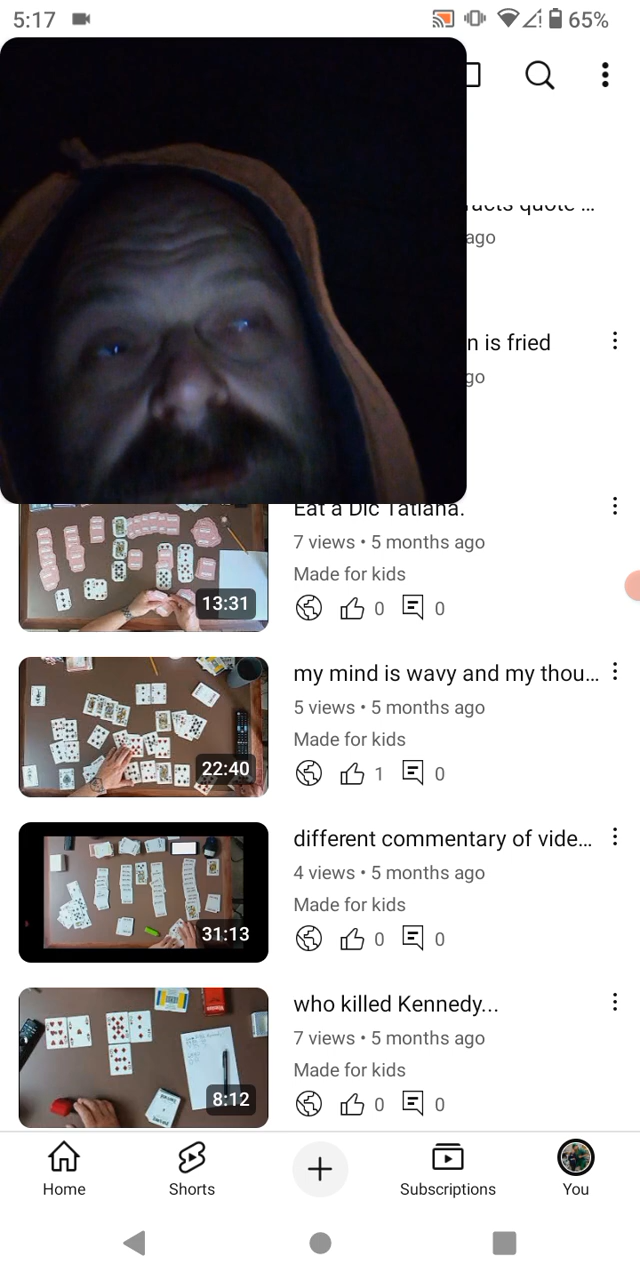 5:17
65%
ago
n is fried
go
Eat a Dic Tatiana.
7 views • 5 months ago
Made for kids
0 0
13:31
my mind is wavy and my thou...
5 views • 5 months ago
Made for kids
1 0
22:40
different commentary of vide...
4 views • 5 months ago
Made for kids
0 0
31:13
who killed Kennedy...
7 views • 5 months ago
Made for kids
0 0
8:12
Home
Shorts
Subscriptions
You